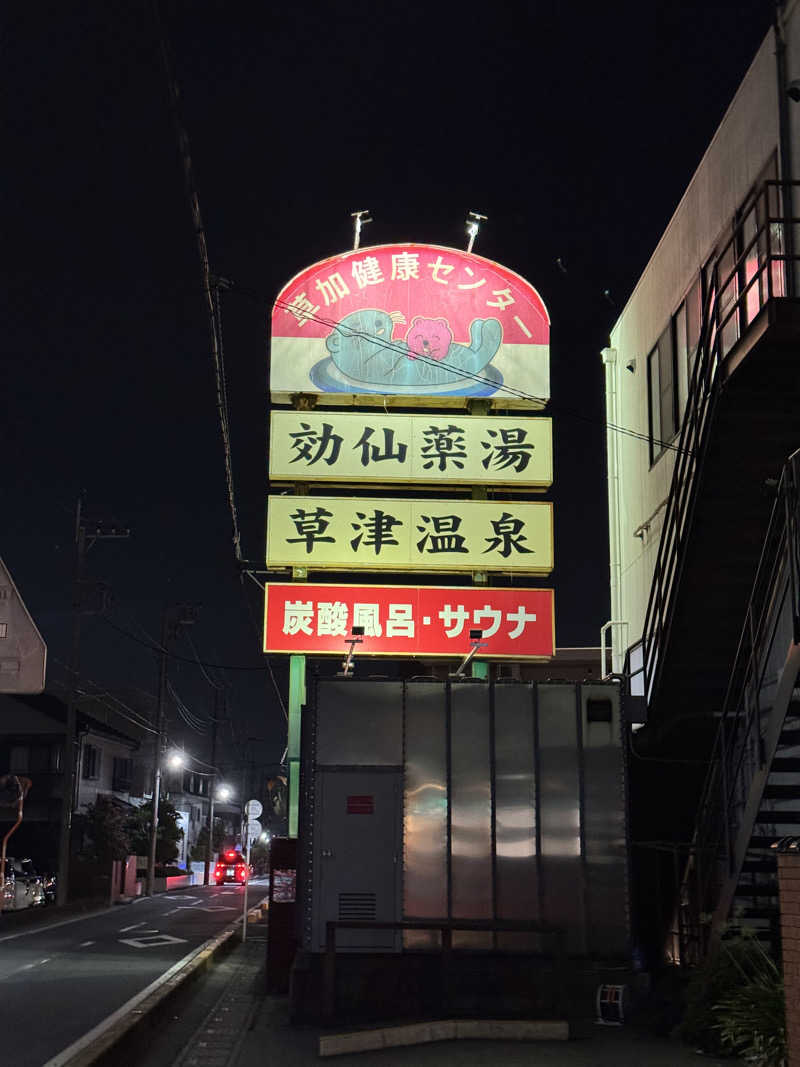 草加健康センター
効仙薬湯
草津温泉
炭酸風呂・サウナ